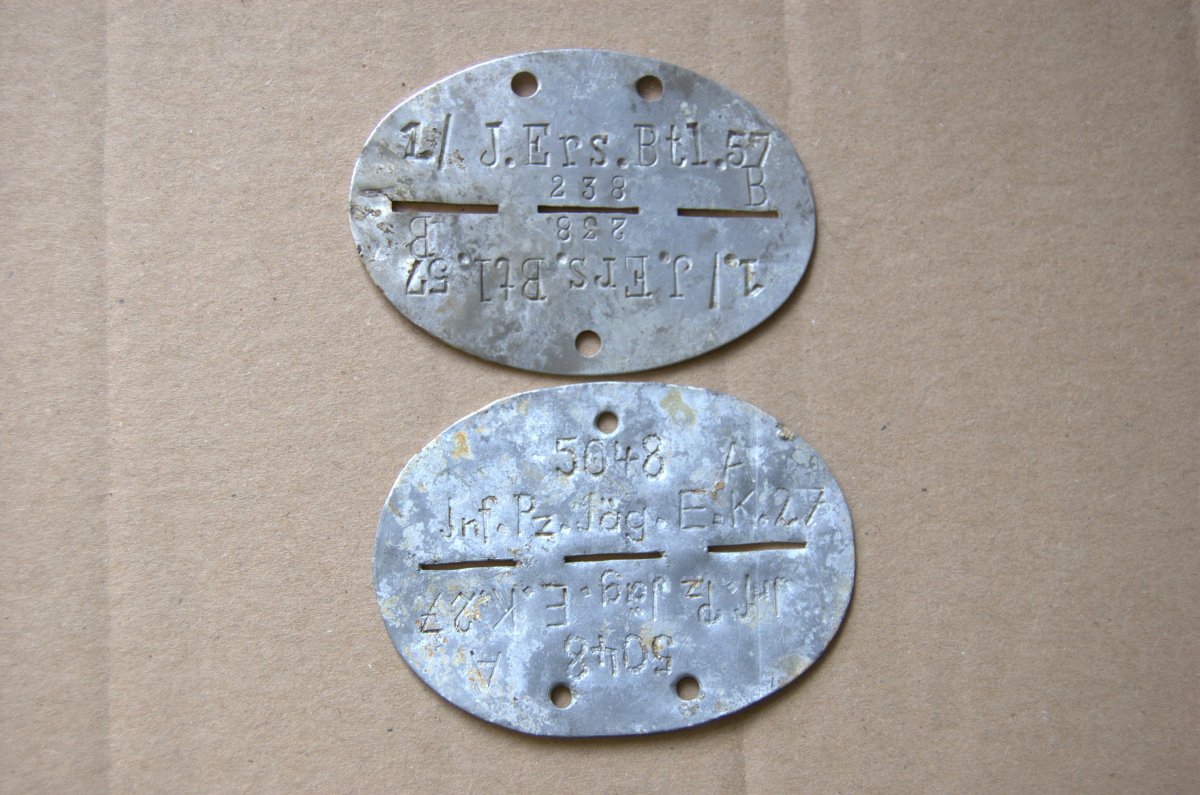 1/ J.Ers.Btl.57
238 B
238 B
1./J.Ers.Btl.57
5048 A
Jnf.Pz.Jäg.E.K.27
Jnf.Pz Jäg.E.K.27
5048 A